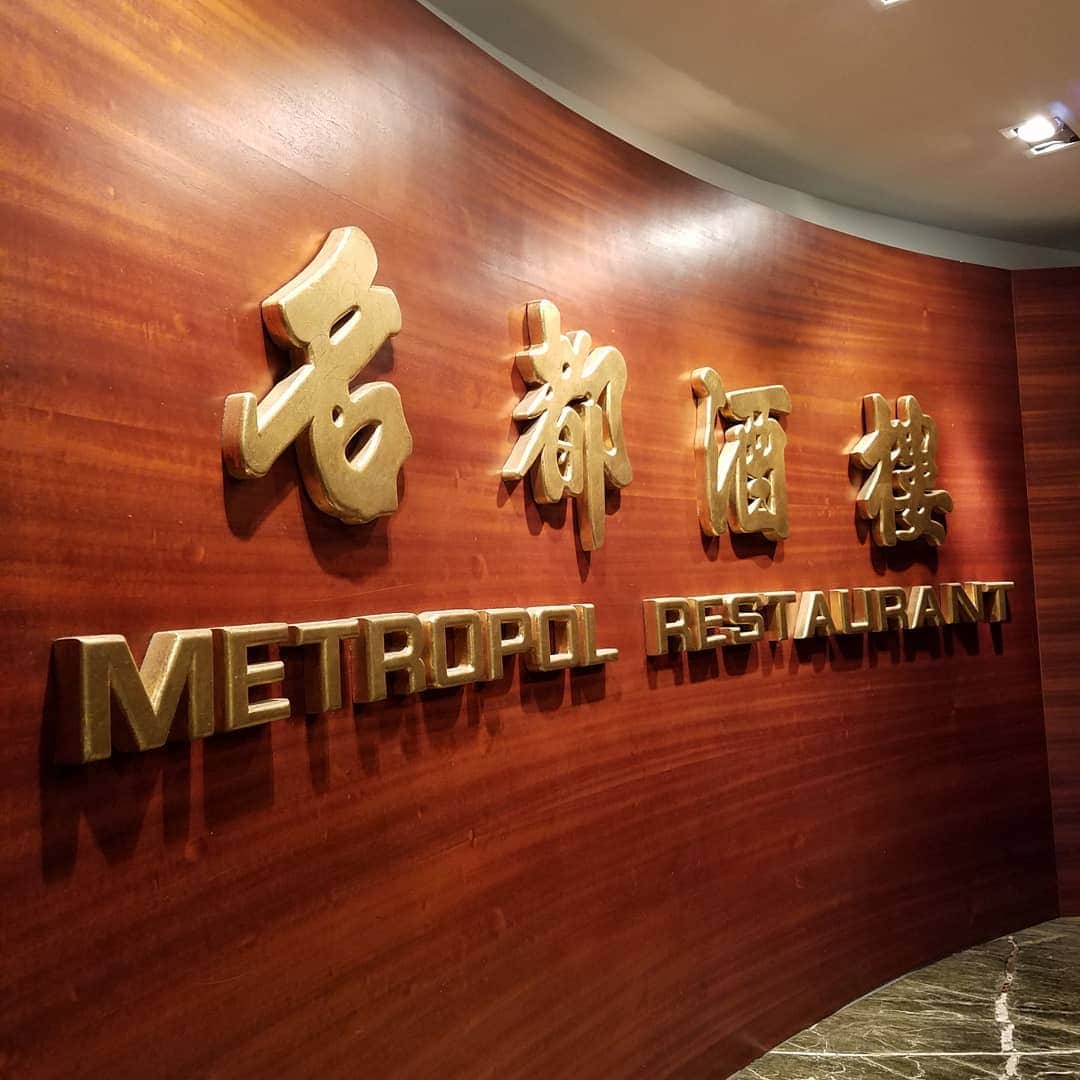 名都酒樓
METROPOL RESTAURANT